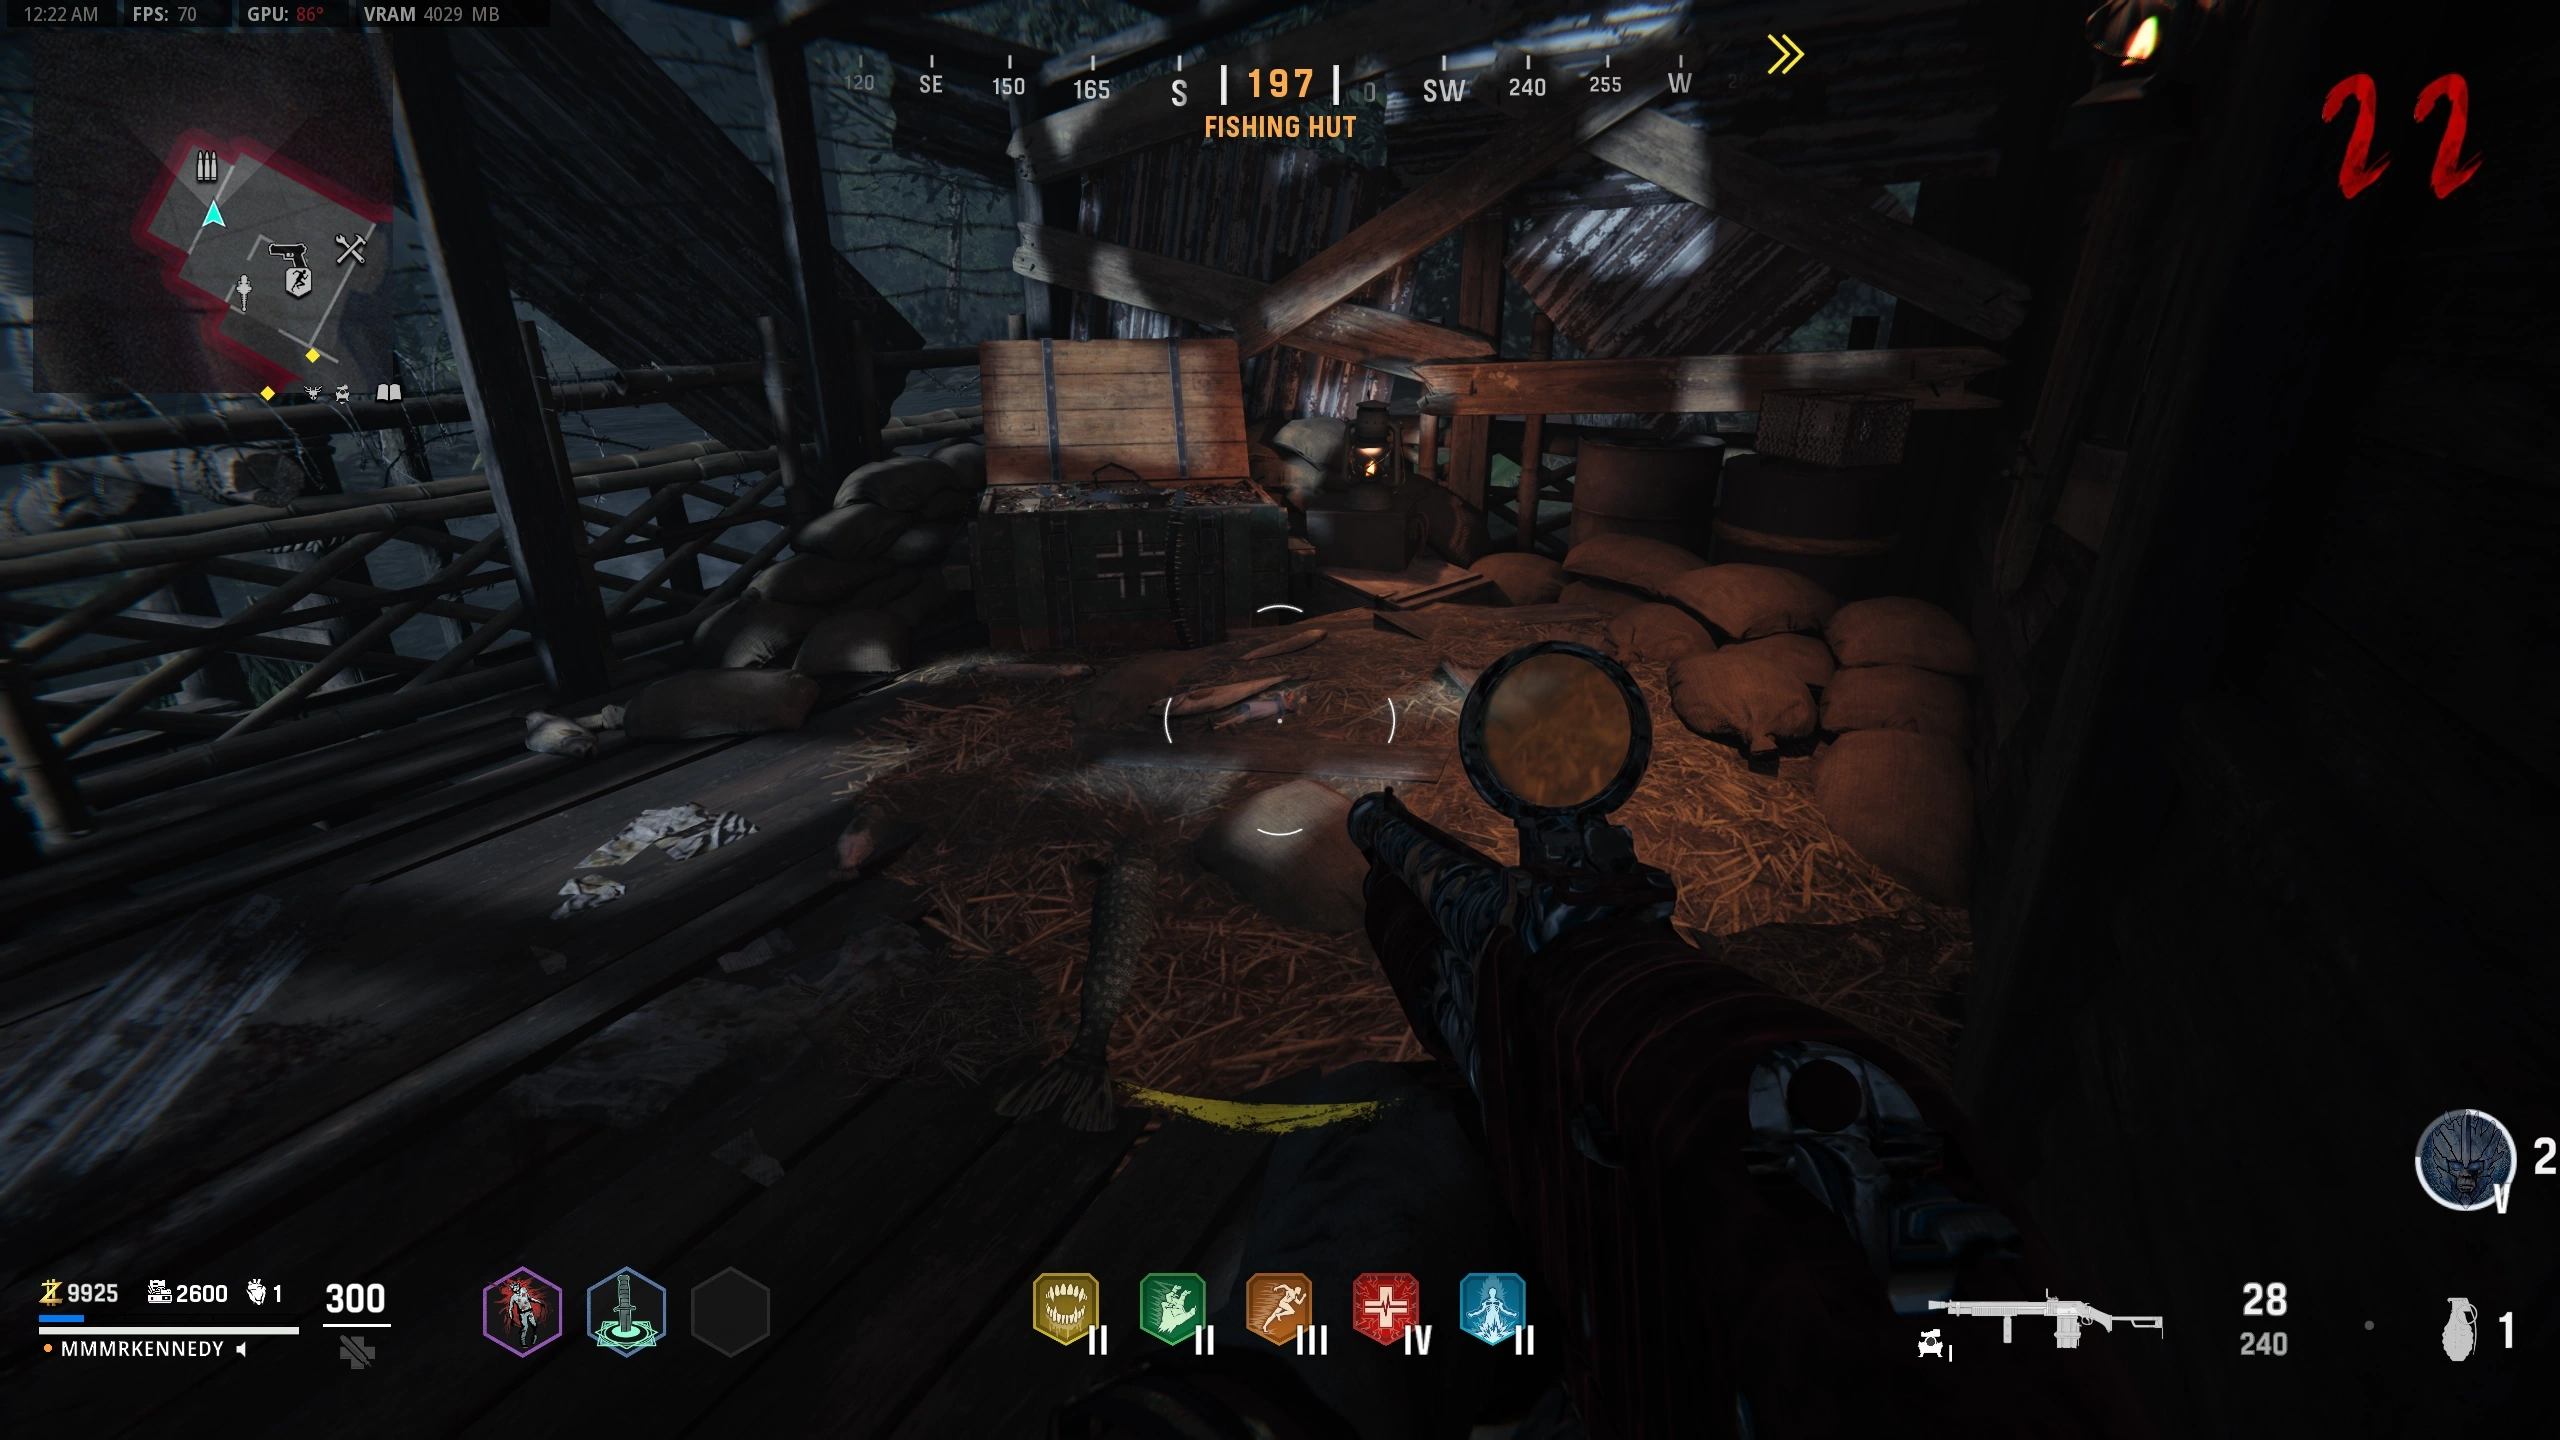 12:22 AM FPS: 70 GPU: 86° VRAM 4029 MB
120 SE 150 165 S 197 0 SW 240 255 W
FISHING HUT
22
2
V
9925 2600 1 300
MMMRKENNEDY
II II III IV II
I
28
240
1